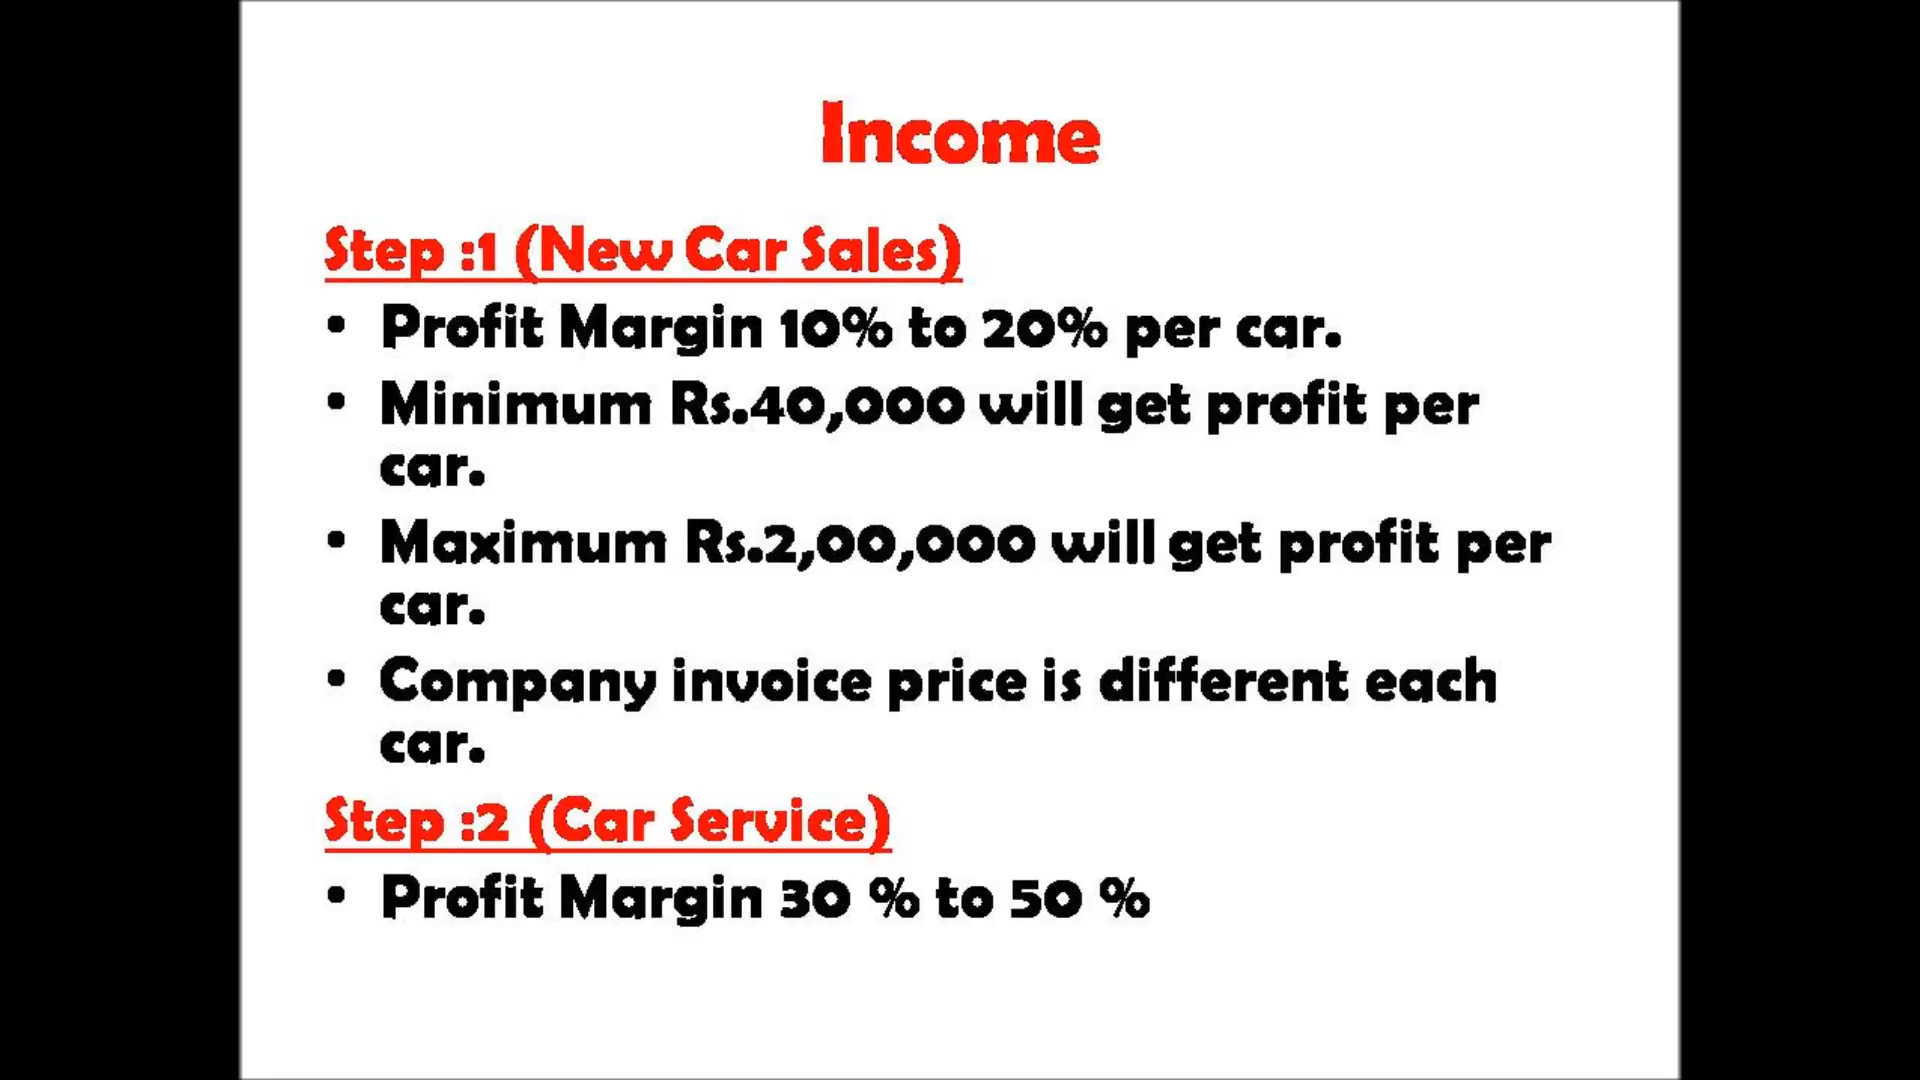 Income
Step :1 (New Car Sales)
• Profit Margin 10% to 20% per car.
• Minimum Rs.40,000 will get profit per
car.
• Maximum Rs.2,00,000 will get profit per
car.
• Company invoice price is different each
car.
Step :2 (Car Service)
• Profit Margin 30 % to 50 %